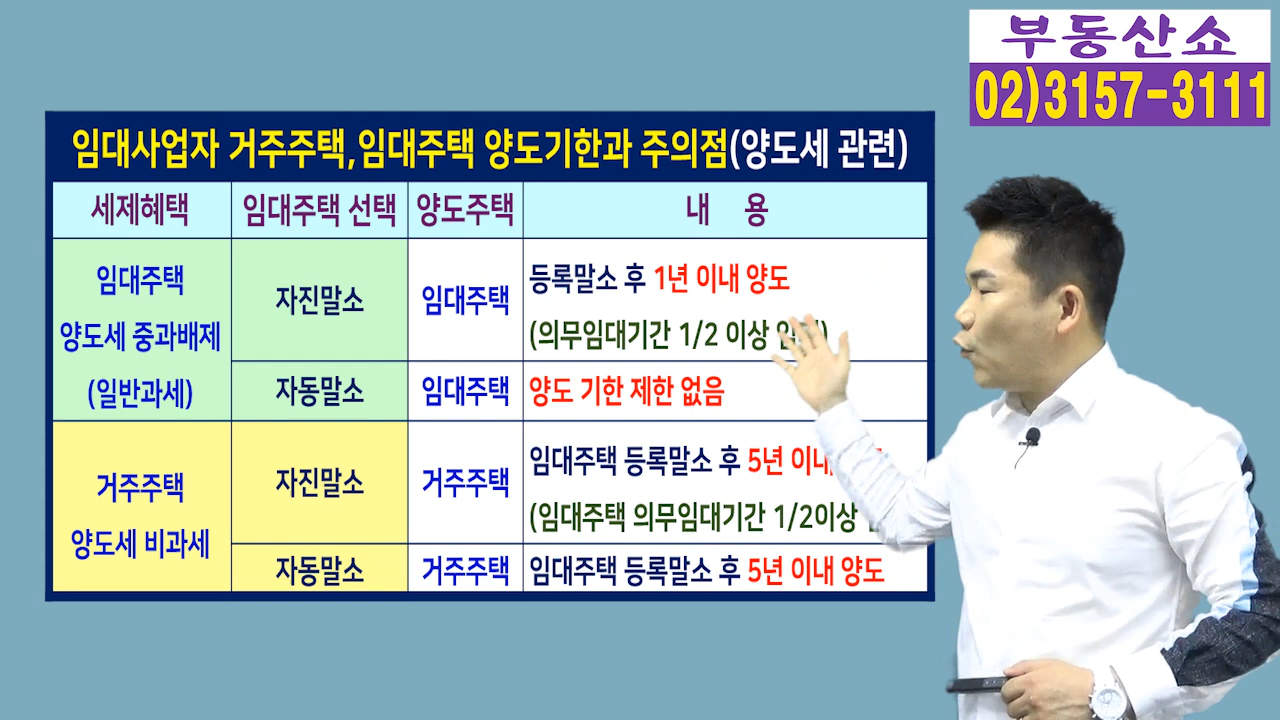 부동산쇼
02)3157-3111
임대사업자 거주주택,임대주택 양도기한과 주의점(양도세 관련)
세제혜택 임대주택 선택 양도주택 내 용
임대주택
양도세 중과배제
(일반과세)
자진말소 임대주택
등록말소 후 1년 이내 양도
(의무임대기간 1/2 이상
자동말소 임대주택 양도 기한 제한 없음
거주주택
양도세 비과세
자진말소 거주주택
임대주택 등록말소 후 5년
(임대주택 의무임대기간 1/2이상
자동말소 거주주택 임대주택 등록말소 후 5년 이내 양도